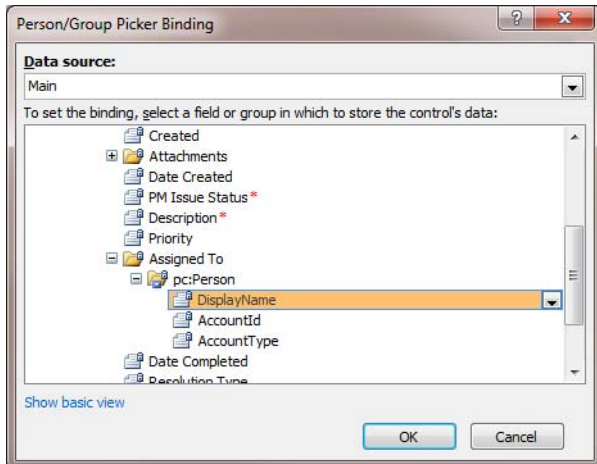 Person/Group Picker Binding
Data source:
Main
To set the binding, select a field or group in which to store the control's data:
Created
Attachments
Date Created
PM Issue Status *
Description *
Priority
Assigned To
pc:Person
DisplayName
AccountId
AccountType
Date Completed
Resolution Type
Show basic view
OK Cancel